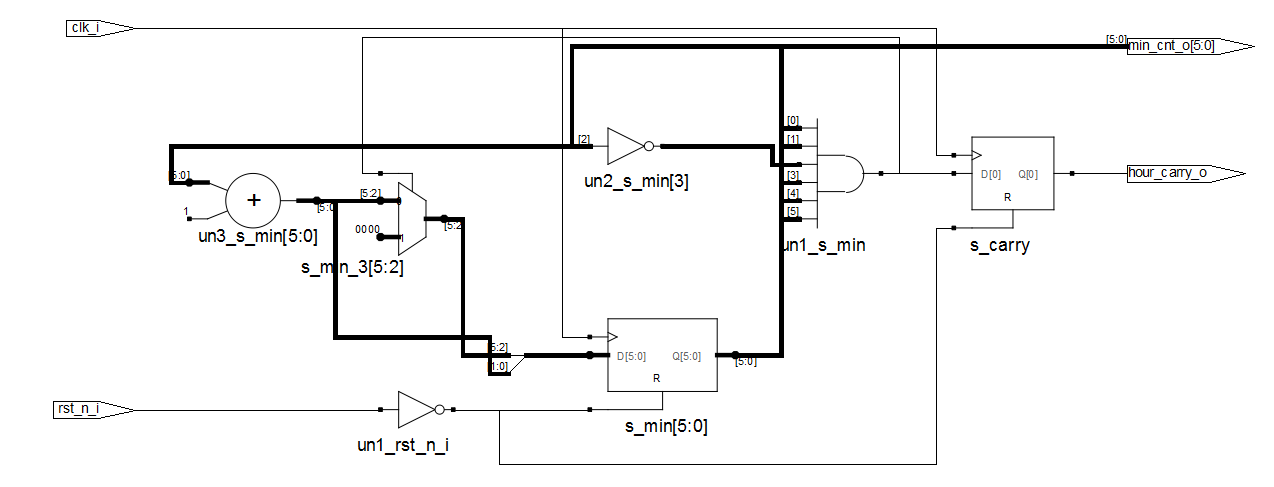 clk_i
[5:0]
min_cnt_o[5:0]
[0]
[2]
[1]
un2_s_min[3]
[5:0]
[3]
D[0]
Q[0]
hour_carry_o
[5:2]
[4]
R
+
[5:0]
0
1
[5]
[5:2]
0000
1
un3_s_min[5:0]
un1_s_min
s_carry
s_min_3[5:2]
[5:2]
D[5:0]
Q[5:0]
[5:0]
[1:0]
R
rst_n_i
s_min[5:0]
un1_rst_n_i